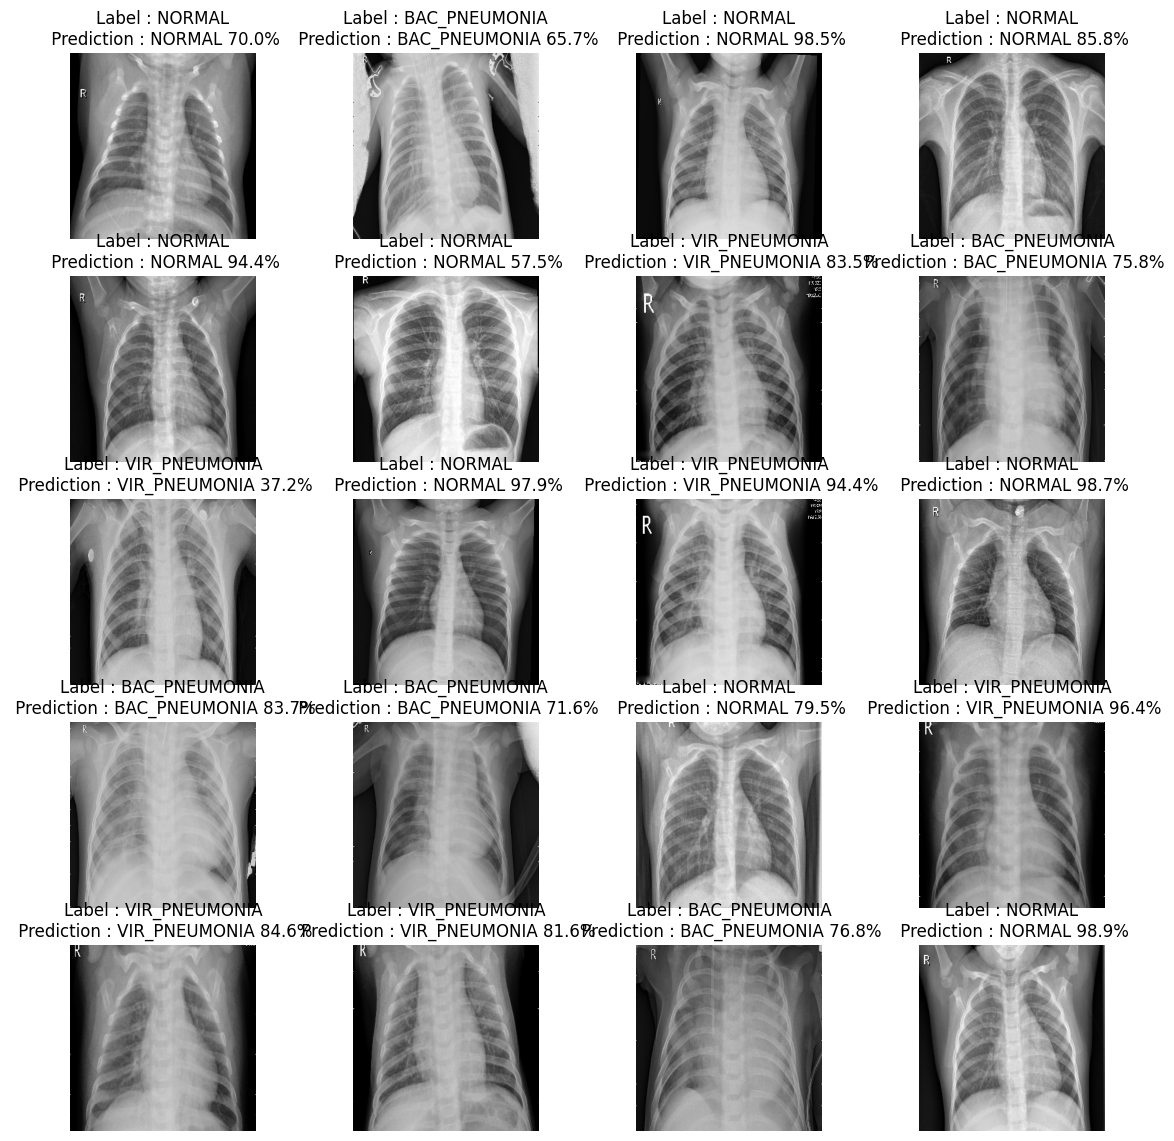 Label : NORMAL
Prediction : NORMAL 70.0%
Label : BAC_PNEUMONIA
Prediction : BAC_PNEUMONIA 65.7%
Label : NORMAL
Prediction : NORMAL 98.5%
Label : NORMAL
Prediction : NORMAL 85.8%
R
R
Label : NORMAL
Prediction : NORMAL 94.4%
Label : NORMAL
Prediction : NORMAL 57.5%
Label : VIR_PNEUMONIA
Prediction : VIR_PNEUMONIA 83.5%
Label : BAC_PNEUMONIA
Prediction : BAC_PNEUMONIA 75.8%
R
R
R
R
Label : VIR_PNEUMONIA
Prediction : VIR_PNEUMONIA 37.2%
Label : NORMAL
Prediction : NORMAL 97.9%
Label : VIR_PNEUMONIA
Prediction : VIR_PNEUMONIA 94.4%
Label : NORMAL
Prediction : NORMAL 98.7%
R
R
Label : BAC_PNEUMONIA
Prediction : BAC_PNEUMONIA 83.7%
Label : BAC_PNEUMONIA
Prediction : BAC_PNEUMONIA 71.6%
Label : NORMAL
Prediction : NORMAL 79.5%
Label : VIR_PNEUMONIA
Prediction : VIR_PNEUMONIA 96.4%
R
R
R
R
Label : VIR_PNEUMONIA
Prediction : VIR_PNEUMONIA 84.6%
Label : VIR_PNEUMONIA
Prediction : VIR_PNEUMONIA 81.6%
Label : BAC_PNEUMONIA
Prediction : BAC_PNEUMONIA 76.8%
Label : NORMAL
Prediction : NORMAL 98.9%
R
R
R
R